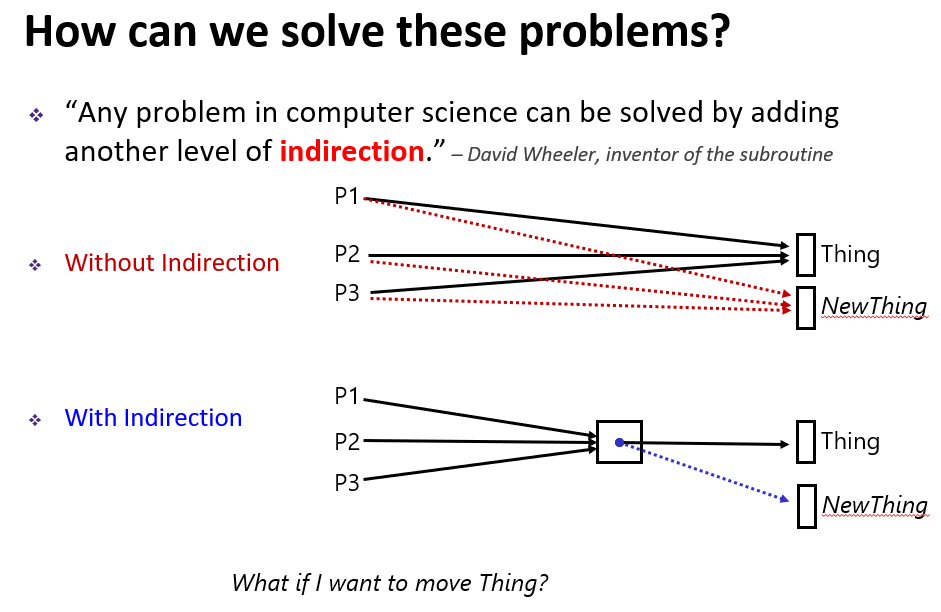 How can we solve these problems?
“Any problem in computer science can be solved by adding
another level of indirection.” – David Wheeler, inventor of the subroutine
P1
P2
P3
Without Indirection
Thing
NewThing
P1
P2
P3
With Indirection
Thing
NewThing
What if I want to move Thing?